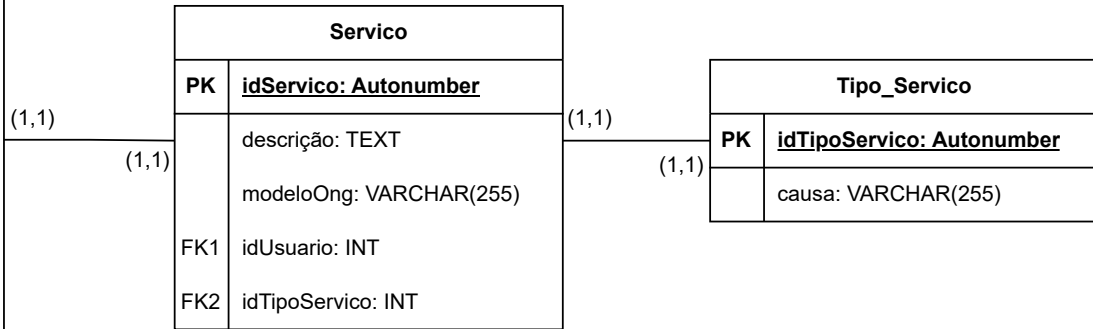 Servico
PK idServico: Autonumber
descrição: TEXT
modeloOng: VARCHAR(255)
FK1 idUsuario: INT
FK2 idTipoServico: INT
(1,1)
(1,1)
(1,1)
(1,1)
Tipo_Servico
PK idTipoServico: Autonumber
causa: VARCHAR(255)